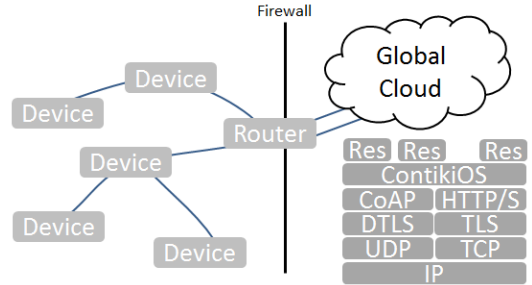 Firewall
Global
Cloud
Device
Device
Router
Device
Device
Device
Res Res Res
ContikiOS
CoAP HTTP/S
DTLS TLS
UDP TCP
IP